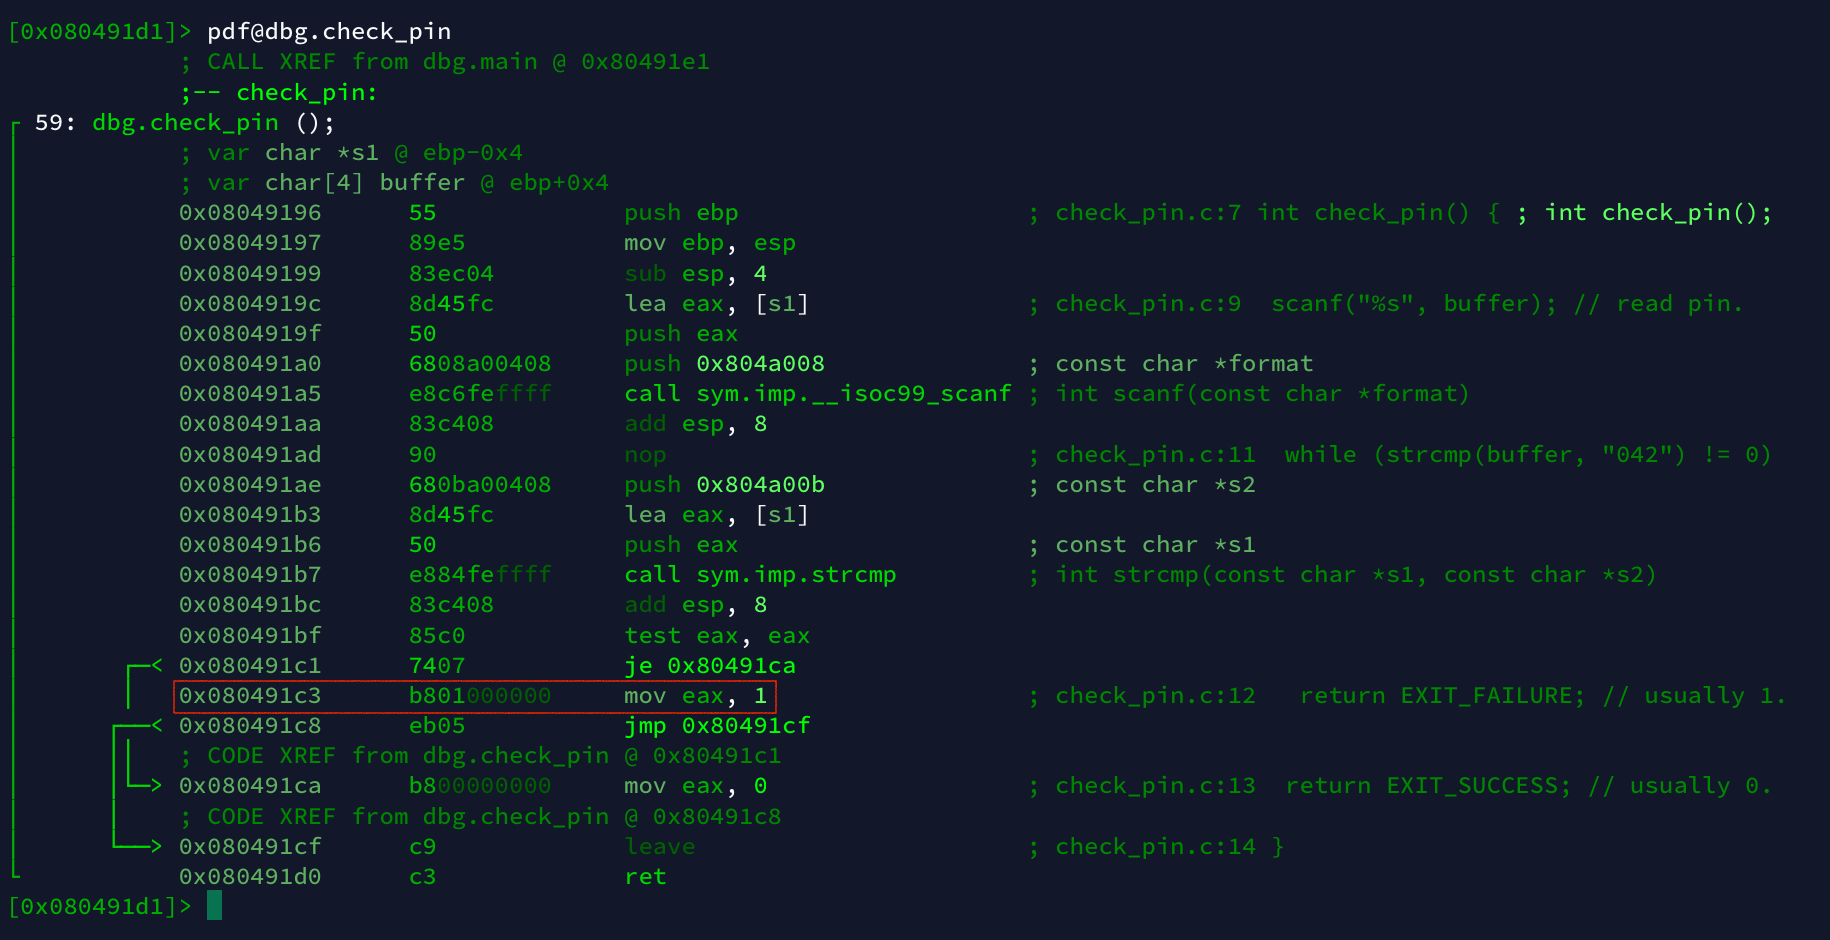 [0x080491d1]> pdf@dbg.check_pin
; CALL XREF from dbg.main @ 0x80491e1
;-- check_pin:
59: dbg.check_pin ();
; var char *s1 @ ebp-0x4
; var char[4] buffer @ ebp+0x4
0x08049196 55 push ebp ; check_pin.c:7 int check_pin() { ; int check_pin();
0x08049197 89e5 mov ebp, esp
0x08049199 83ec04 sub esp, 4
0x0804919c 8d45fc lea eax, [s1] ; check_pin.c:9 scanf("%s", buffer); // read pin.
0x0804919f 50 push eax
0x080491a0 6808a00408 push 0x804a008 ; const char *format
0x080491a5 e8c6feffff call sym.imp.__isoc99_scanf ; int scanf(const char *format)
0x080491aa 83c408 add esp, 8
0x080491ad 90 nop ; check_pin.c:11 while (strcmp(buffer, "042") != 0)
0x080491ae 680ba00408 push 0x804a00b ; const char *s2
0x080491b3 8d45fc lea eax, [s1]
0x080491b6 50 push eax ; const char *s1
0x080491b7 e884feffff call sym.imp.strcmp ; int strcmp(const char *s1, const char *s2)
0x080491bc 83c408 add esp, 8
0x080491bf 85c0 test eax, eax
< 0x080491c1 7407 je 0x80491ca
0x080491c3 b801000000 mov eax, 1 ; check_pin.c:12 return EXIT_FAILURE; // usually 1.
< 0x080491c8 eb05 jmp 0x80491cf
; CODE XREF from dbg.check_pin @ 0x80491c1
> 0x080491ca b800000000 mov eax, 0 ; check_pin.c:13 return EXIT_SUCCESS; // usually 0.
; CODE XREF from dbg.check_pin @ 0x80491c8
> 0x080491cf c9 leave ; check_pin.c:14 }
0x080491d0 c3 ret
[0x080491d1]>